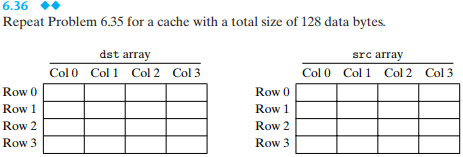 6.36 ◆◆
Repeat Problem 6.35 for a cache with a total size of 128 data bytes.
dst array src array
Col 0 Col 1 Col 2 Col 3 Col 0 Col 1 Col 2 Col 3
Row 0 Row 0
Row 1 Row 1
Row 2 Row 2
Row 3 Row 3